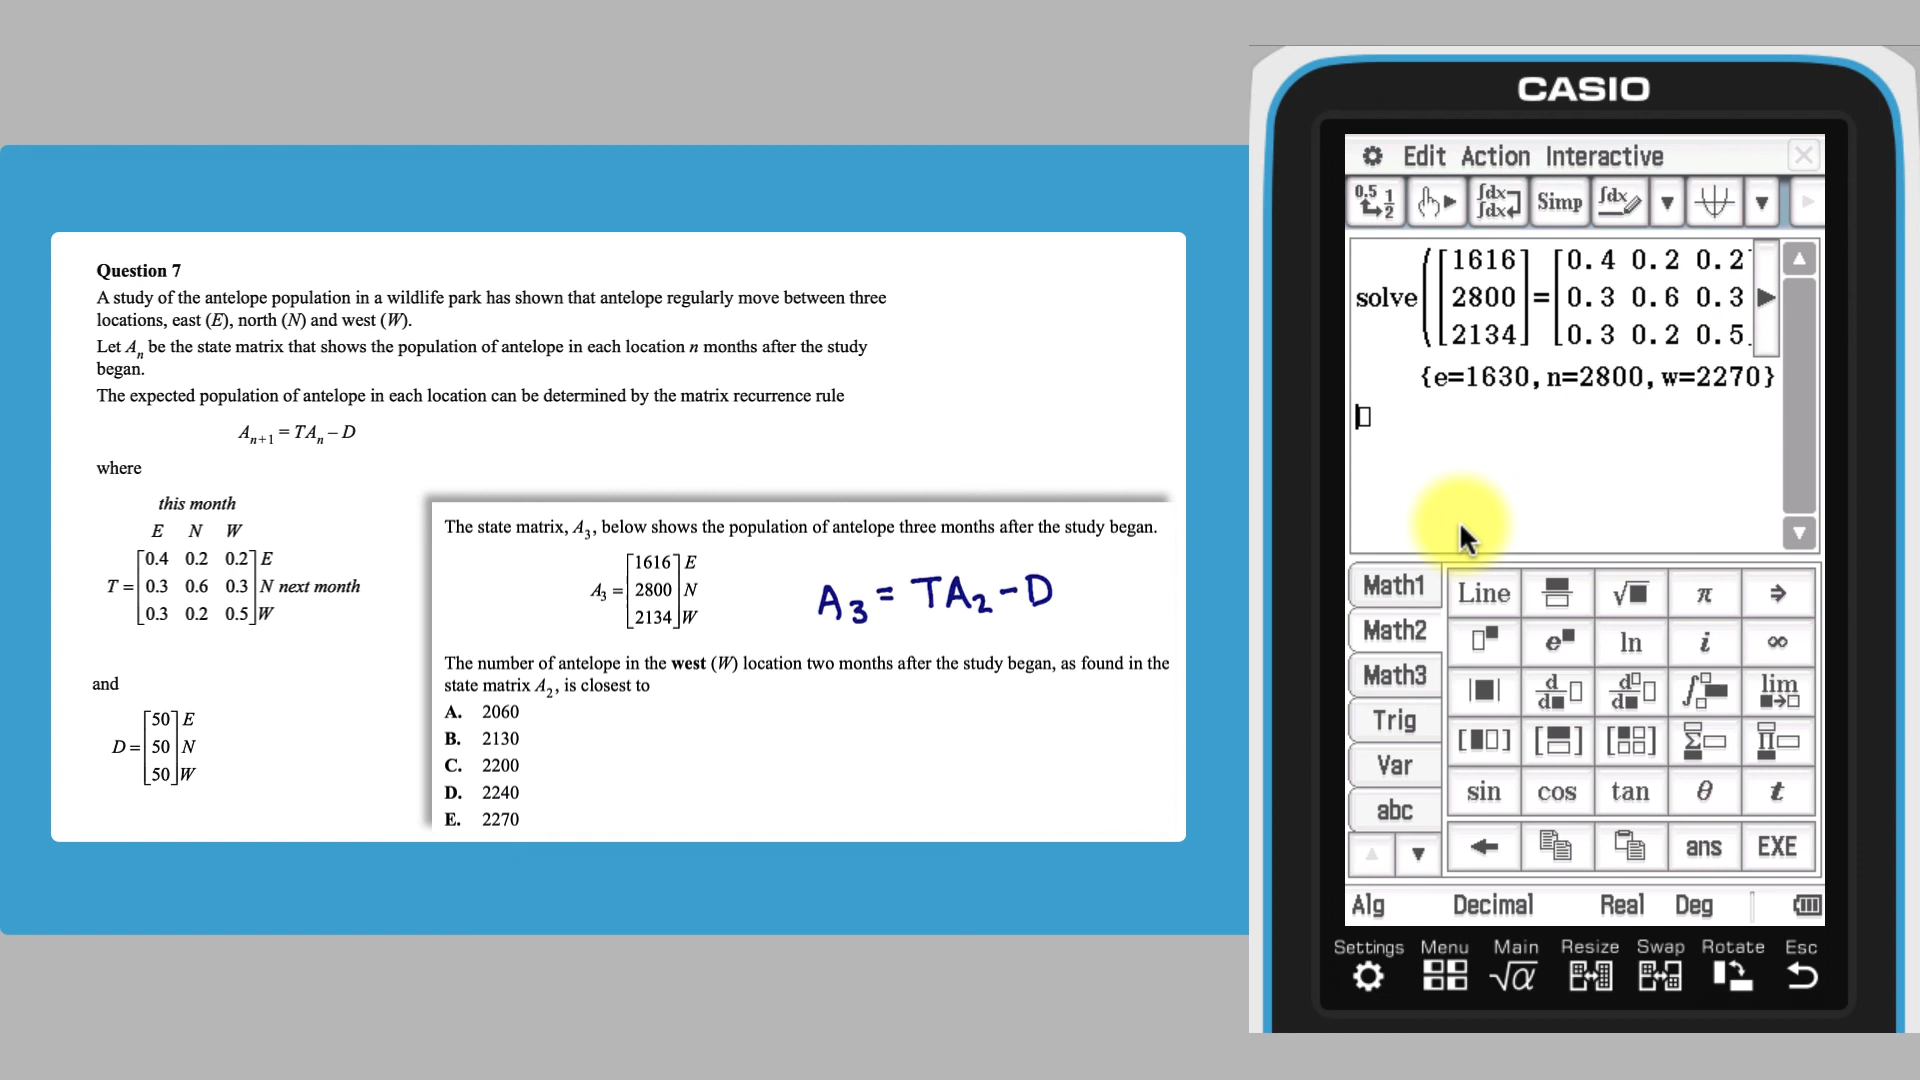 Question 7
A study of the antelope population in a wildlife park has shown that antelope regularly move between three
locations, east (E), north (N) and west (W).
Let Aₙ be the state matrix that shows the population of antelope in each location n months after the study
began.
The expected population of antelope in each location can be determined by the matrix recurrence rule
Aₙ₊₁ = TAₙ – D
where
this month
E N W
0.4 0.2 0.2 E
T = 0.3 0.6 0.3 N next month
0.3 0.2 0.5 W
and
50 E
D = 50 N
50 W
The state matrix, A₃, below shows the population of antelope three months after the study began.
1616 E
A₃ = 2800 N
2134 W
A₃ = TA₂ – D
The number of antelope in the west (W) location two months after the study began, as found in the
state matrix A₂, is closest to
A. 2060
B. 2130
C. 2200
D. 2240
E. 2270
CASIO
Edit Action Interactive
0.5 1 2 ∫dx ∫dx Simp ∫dx
[1616] [0.4 0.2 0.2
solve( [2800] = [0.3 0.6 0.3
[2134] [0.3 0.2 0.5
{e=1630, n=2800, w=2270}
Math1 Line √ π ⇒
Math2 e ln i ∞
Math3 d d lim
Trig Σ Π
Var sin cos tan θ t
abc
ans EXE
Alg Decimal Real Deg
Settings Menu Main Resize Swap Rotate Esc
√α